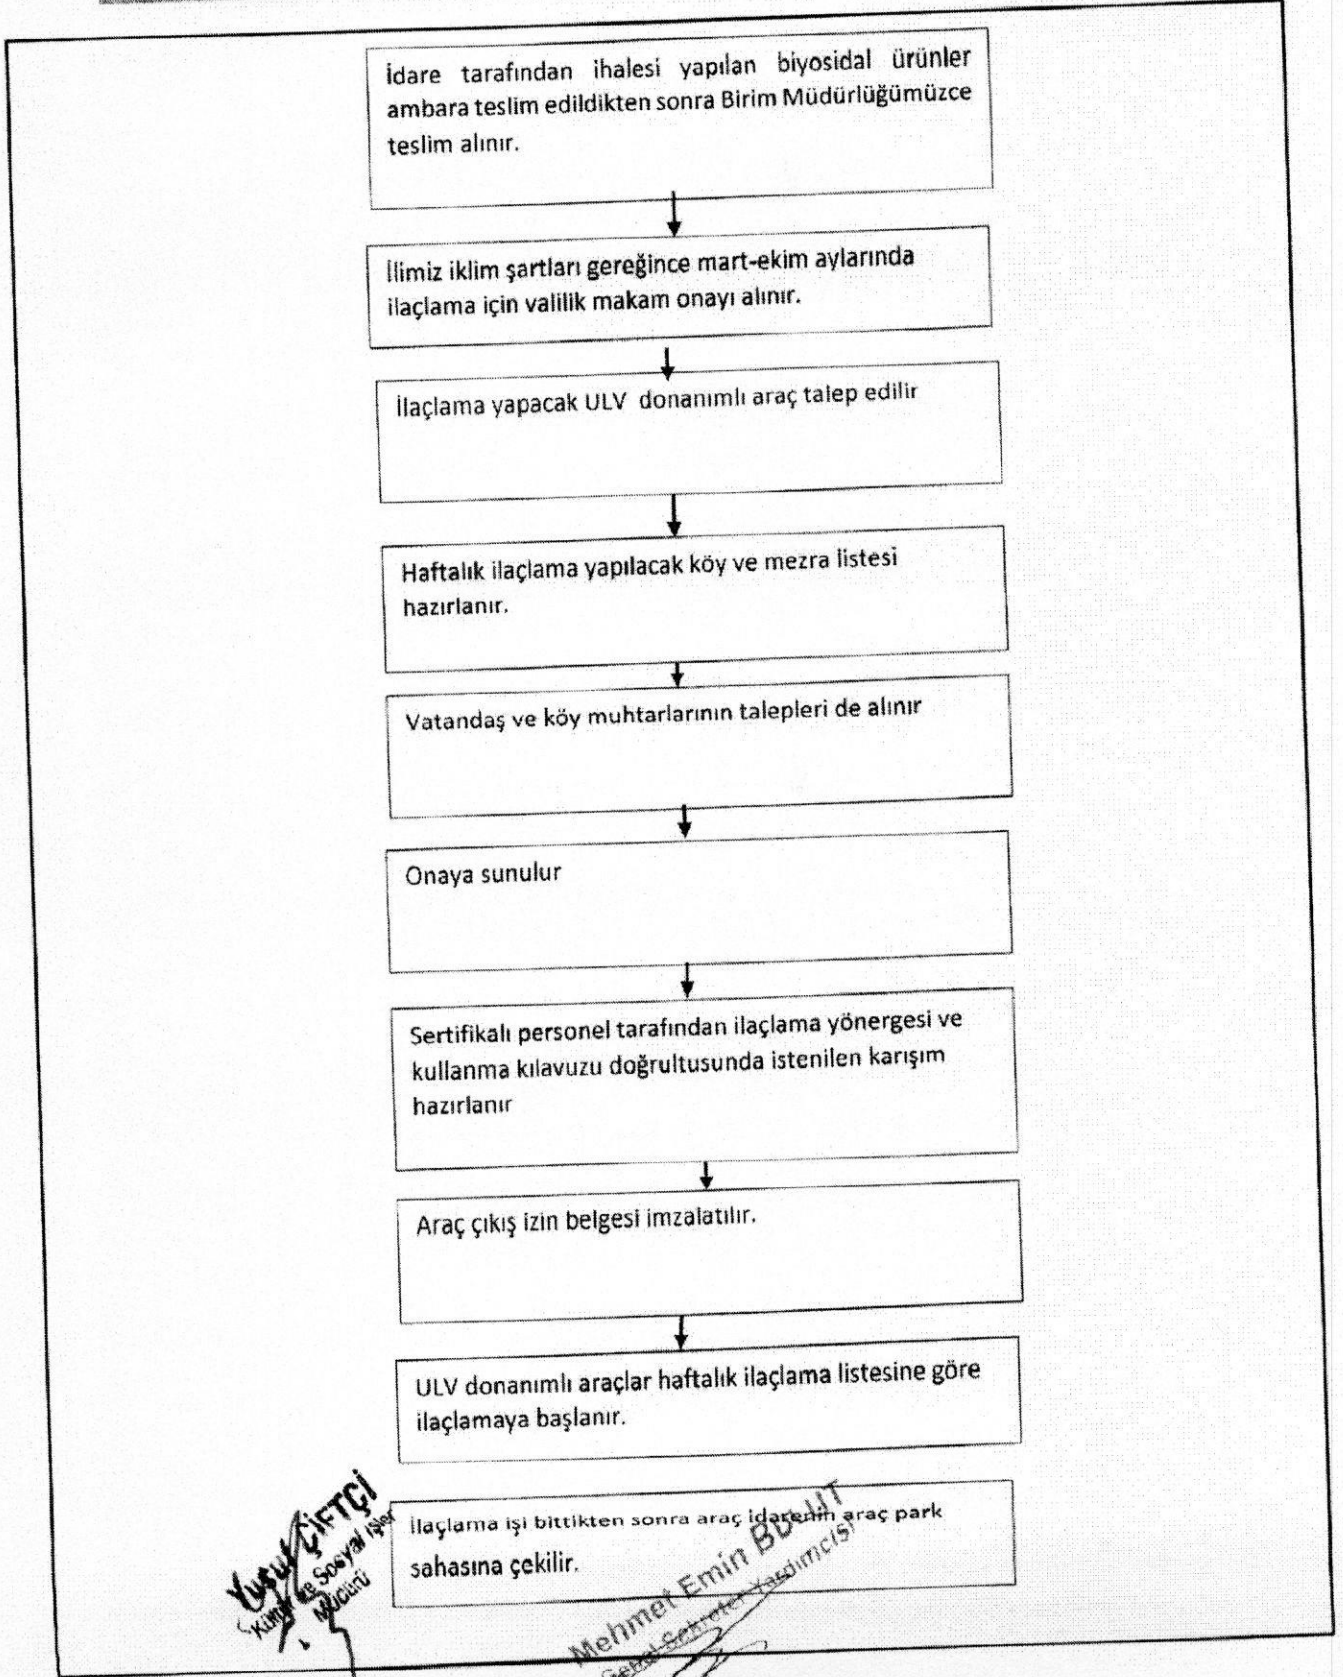 İdare tarafından ihalesi yapılan biyosidal ürünler
ambara teslim edildikten sonra Birim Müdürlüğümüzce
teslim alınır.
İlimiz iklim şartları gereğince mart-ekim aylarında
ilaçlama için valilik makam onayı alınır.
İlaçlama yapacak ULV donanımlı araç talep edilir
Haftalık ilaçlama yapılacak köy ve mezra listesi
hazırlanır.
Vatandaş ve köy muhtarlarının talepleri de alınır
Onaya sunulur
Sertifikalı personel tarafından ilaçlama yönergesi ve
kullanma kılavuzu doğrultusunda istenilen karışım
hazırlanır
Araç çıkış izin belgesi imzalatılır.
ULV donanımlı araçlar haftalık ilaçlama listesine göre
ilaçlamaya başlanır.
İlaçlama işi bittikten sonra araç idarenin araç park
sahasına çekilir.
Yusuf ÇİFTÇİ
ve Sosyal İşler
Müdürü
Mehmet Emin BULUT
Genel Sekreter Yardımcısı